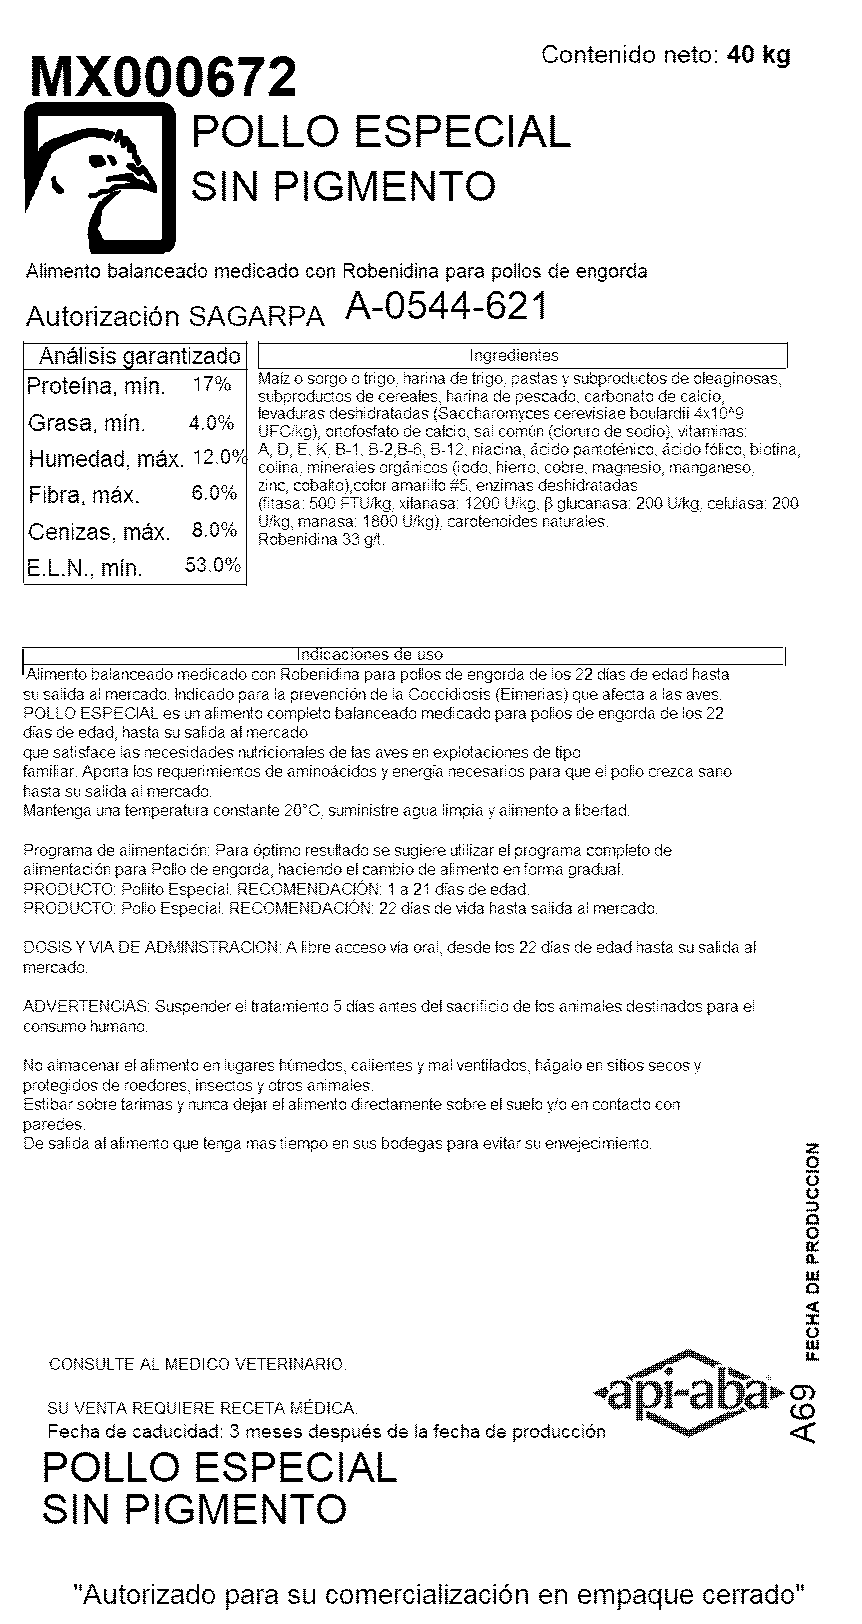 Contenido neto: 40 kg
MX000672
POLLO ESPECIAL
SIN PIGMENTO
Alimento balanceado medicado con Robenidina para pollos de engorda
Autorización SAGARPA A-0544-621
Análisis garantizado
Proteína, mín. 17%
Grasa, mín. 4.0%
Humedad, máx. 12.0%
Fibra, máx. 6.0%
Cenizas, máx. 8.0%
E.L.N., mín. 53.0%
Ingredientes
Maíz o sorgo o trigo, harina de trigo, pastas y subproductos de oleaginosas,
subproductos de cereales, harina de pescado, carbonato de calcio,
levaduras deshidratadas (Saccharomyces cerevisiae boulardii 4x10^9
UFC/kg), ortofosfato de calcio, sal común (cloruro de sodio), vitaminas:
A, D, E, K, B-1, B-2,B-6, B-12, niacina, ácido pantoténico, ácido fólico, biotina,
colina, minerales orgánicos (iodo, hierro, cobre, magnesio, manganeso,
zinc, cobalto),color amarillo #5, enzimas deshidratadas
(fitasa: 500 FTU/kg, xilanasa: 1200 U/kg, β glucanasa: 200 U/kg, celulasa: 200
U/kg, manasa: 1800 U/kg), carotenoides naturales.
Robenidina 33 g/t.
Indicaciones de uso
Alimento balanceado medicado con Robenidina para pollos de engorda de los 22 días de edad hasta
su salida al mercado. Indicado para la prevención de la Coccidiosis (Eimerias) que afecta a las aves.
POLLO ESPECIAL es un alimento completo balanceado medicado para pollos de engorda de los 22
días de edad, hasta su salida al mercado
que satisface las necesidades nutricionales de las aves en explotaciones de tipo
familiar. Aporta los requerimientos de aminoácidos y energía necesarios para que el pollo crezca sano
hasta su salida al mercado.
Mantenga una temperatura constante 20°C, suministre agua limpia y alimento a libertad.
Programa de alimentación: Para óptimo resultado se sugiere utilizar el programa completo de
alimentación para Pollo de engorda, haciendo el cambio de alimento en forma gradual.
PRODUCTO: Pollito Especial. RECOMENDACIÓN: 1 a 21 días de edad.
PRODUCTO: Pollo Especial. RECOMENDACIÓN: 22 días de vida hasta salida al mercado.
DOSIS Y VIA DE ADMINISTRACION: A libre acceso vía oral, desde los 22 días de edad hasta su salida al
mercado.
ADVERTENCIAS: Suspender el tratamiento 5 días antes del sacrificio de los animales destinados para el
consumo humano.
No almacenar el alimento en lugares húmedos, calientes y mal ventilados, hágalo en sitios secos y
protegidos de roedores, insectos y otros animales.
Estibar sobre tarimas y nunca dejar el alimento directamente sobre el suelo y/o en contacto con
paredes.
De salida al alimento que tenga mas tiempo en sus bodegas para evitar su envejecimiento.
FECHA DE PRODUCCION
A69
CONSULTE AL MEDICO VETERINARIO.
api-aba
SU VENTA REQUIERE RECETA MÉDICA.
Fecha de caducidad: 3 meses después de la fecha de producción
POLLO ESPECIAL
SIN PIGMENTO
"Autorizado para su comercialización en empaque cerrado"